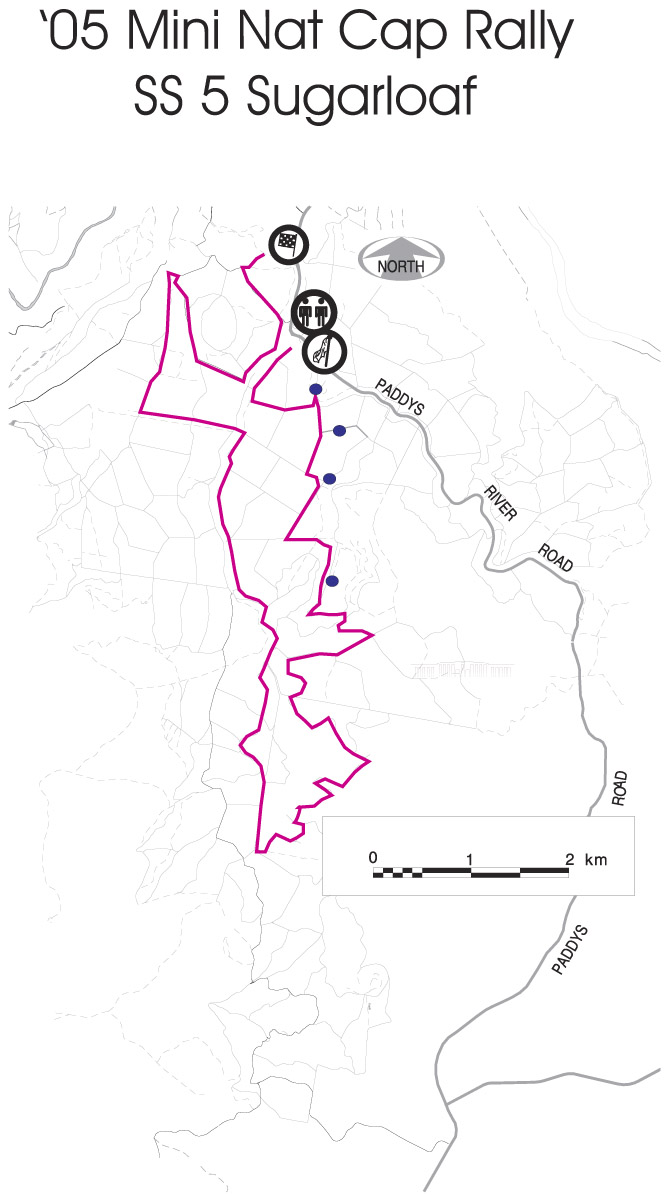 ‘05 Mini Nat Cap Rally
SS 5 Sugarloaf
NORTH
PADDYS
RIVER
ROAD
ROAD
0 1 2 km
PADDYS